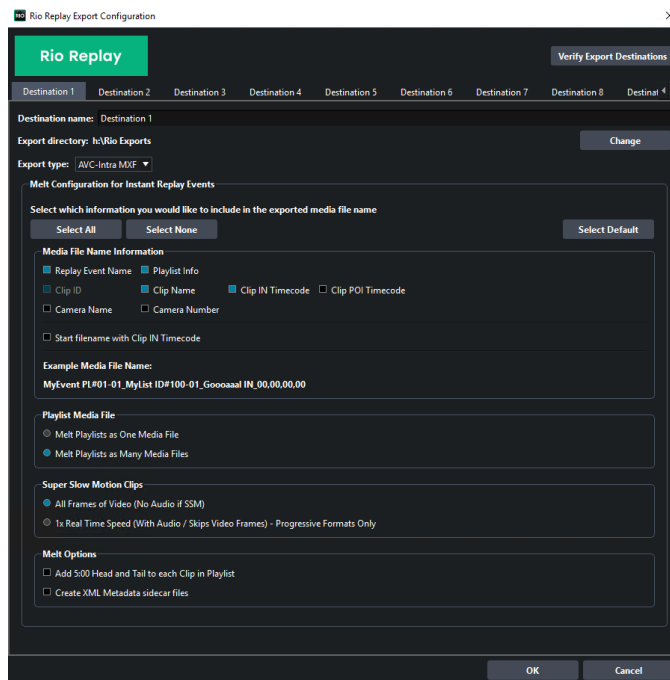 RIO Rio Replay Export Configuration
Rio Replay
Verify Export Destinations
Destination 1 Destination 2 Destination 3 Destination 4 Destination 5 Destination 6 Destination 7 Destination 8 Destinat
Destination name: Destination 1
Export directory: h:\Rio Exports Change
Export type: AVC-Intra MXF
Melt Configuration for Instant Replay Events
Select which information you would like to include in the exported media file name
Select All Select None Select Default
Media File Name Information
Replay Event Name Playlist Info
Clip ID Clip Name Clip IN Timecode Clip POI Timecode
Camera Name Camera Number
Start filename with Clip IN Timecode
Example Media File Name:
MyEvent PL#01-01_MyList ID#100-01_Goooaaal IN_00,00,00,00
Playlist Media File
Melt Playlists as One Media File
Melt Playlists as Many Media Files
Super Slow Motion Clips
All Frames of Video (No Audio if SSM)
1x Real Time Speed (With Audio / Skips Video Frames) - Progressive Formats Only
Melt Options
Add 5:00 Head and Tail to each Clip in Playlist
Create XML Metadata sidecar files
OK Cancel